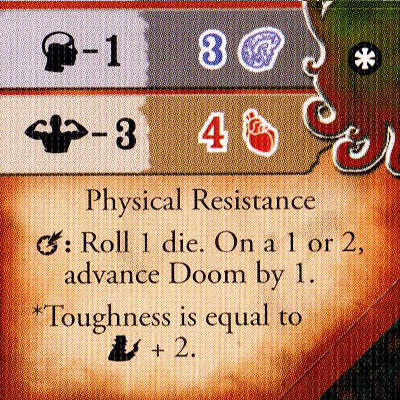 -1 3 *
-3 4
Physical Resistance
: Roll 1 die. On a 1 or 2,
advance Doom by 1.
*Toughness is equal to
+ 2.